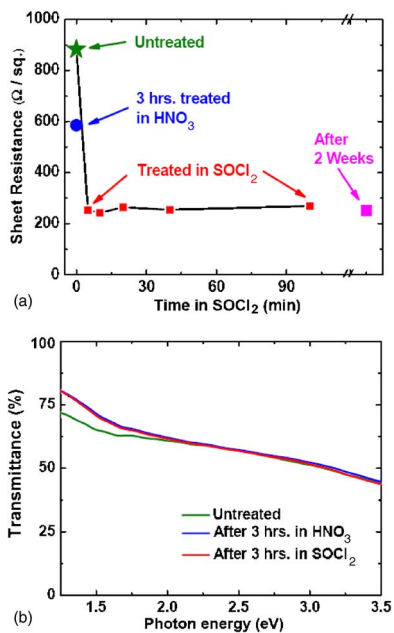 1000
800
600
400
200
0
Sheet Resistance (Ω / sq.)
Untreated
3 hrs. treated
in HNO3
Treated in SOCl2
After
2 Weeks
0 30 60 90
Time in SOCl2 (min)
(a)
100
75
50
25
0
Transmittance (%)
Untreated
After 3 hrs. in HNO3
After 3 hrs. in SOCl2
1.5 2.0 2.5 3.0 3.5
Photon energy (eV)
(b)